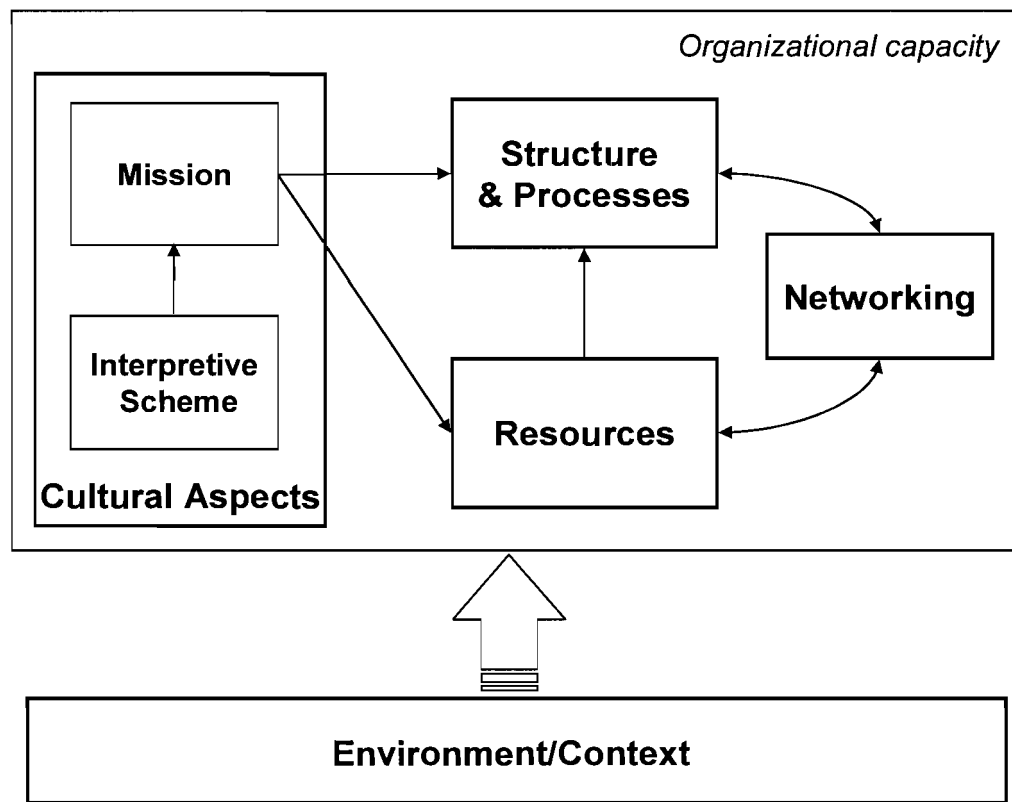 Organizational capacity
Mission
Structure
& Processes
Networking
Interpretive
Scheme
Resources
Cultural Aspects
Environment/Context